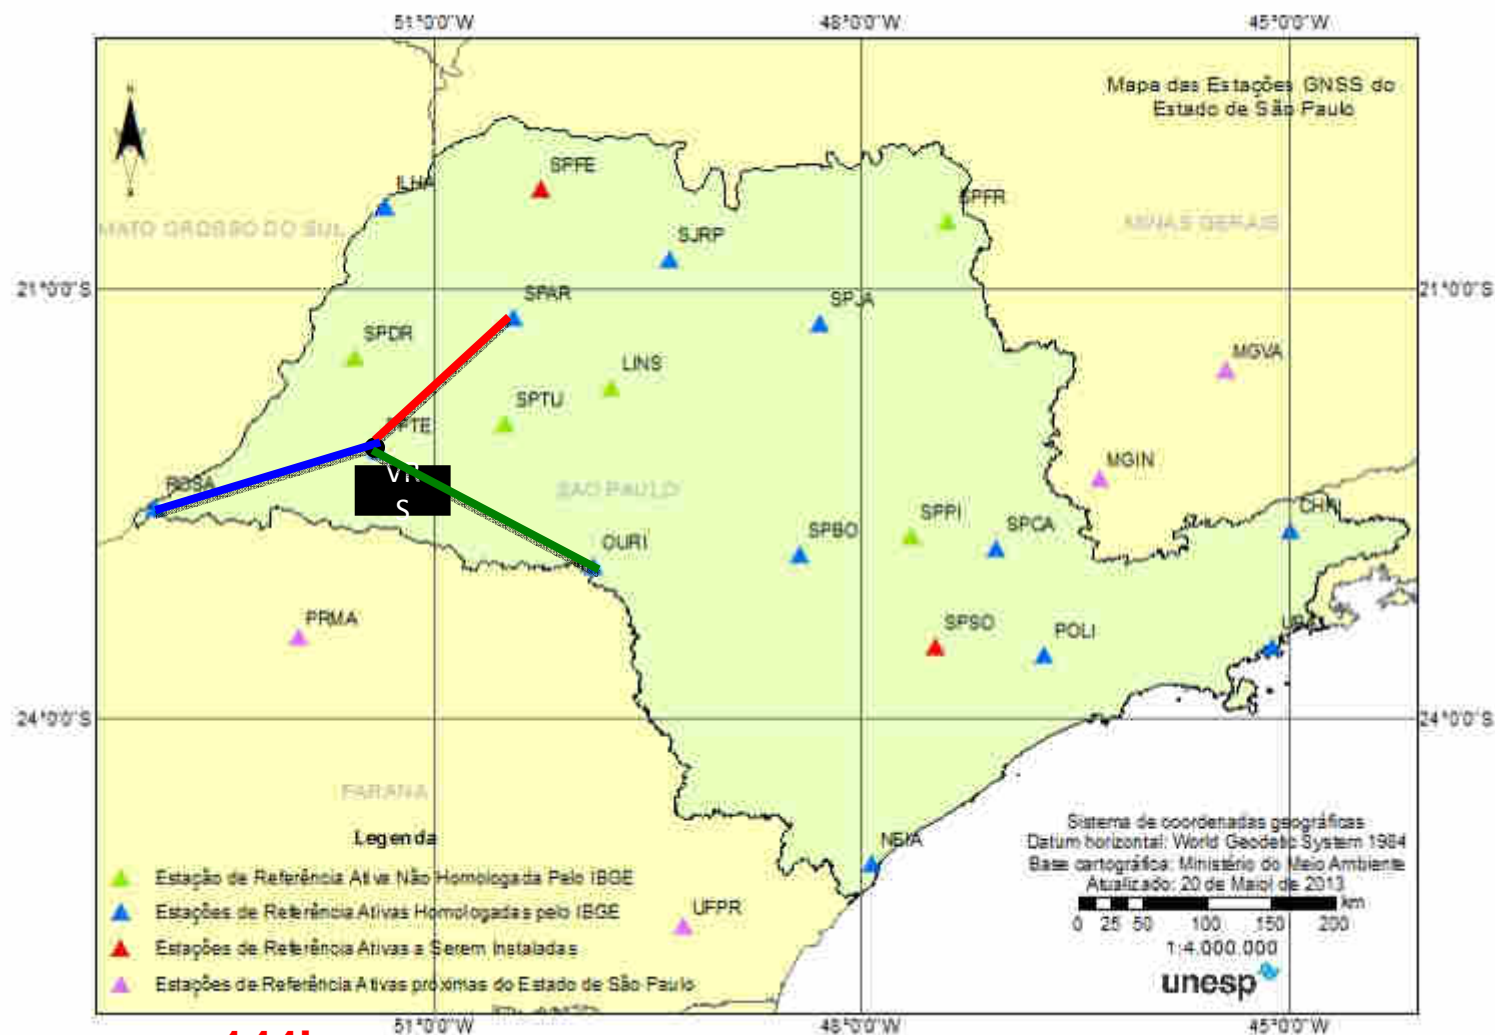 51°0'0"W 48°0'0"W 45°0'0"W
Mapa das Estações GNSS do
Estado de São Paulo
SPFE
ILHA
SPFR
MATO GROSSO DO SUL
MINAS GERAIS
SJRP
21°0'0"S 21°0'0"S
SPAR
SPJA
SPDR
MGVA
LINS
SPTU
SPTE
MGIN
VR
S
ROSA
SAO PAULO
SPPI
SPCA
SPBO
OURI
PRMA
SPSO
POLI
24°0'0"S 24°0'0"S
PARANA
Legenda
NEIA
Sistema de coordenadas geográficas
Datum horizontal: World Geodetic System 1984
Base cartográfica: Ministério do Meio Ambiente
Atualizado: 20 de Maiol de 2013
Estação de Referência Ativa Não Homologada Pelo IBGE
Estações de Referência Ativas Homologadas pelo IBGE
UFPR
km
0 25 50 100 150 200
Estações de Referência Ativas a Serem Instaladas
1:4.000.000
Estações de Referência Ativas próximas do Estado de São Paulo
unesp
51°0'0"W 48°0'0"W 45°0'0"W